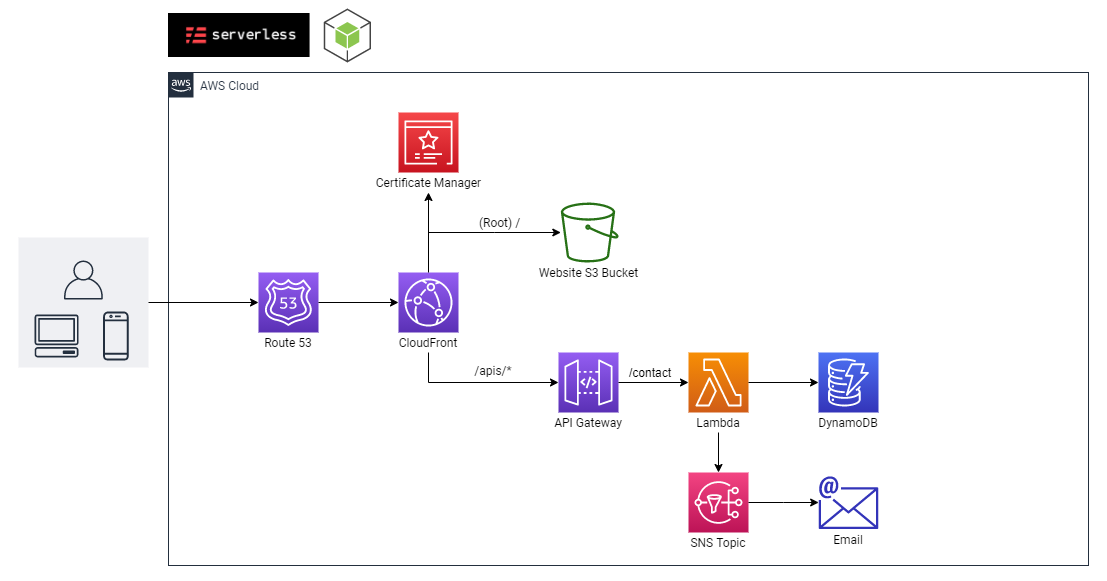 serverless
aws
AWS Cloud
Certificate Manager
(Root) /
Website S3 Bucket
53
Route 53
CloudFront
/apis/*
</>
API Gateway
/contact
Lambda
DynamoDB
SNS Topic
@
Email